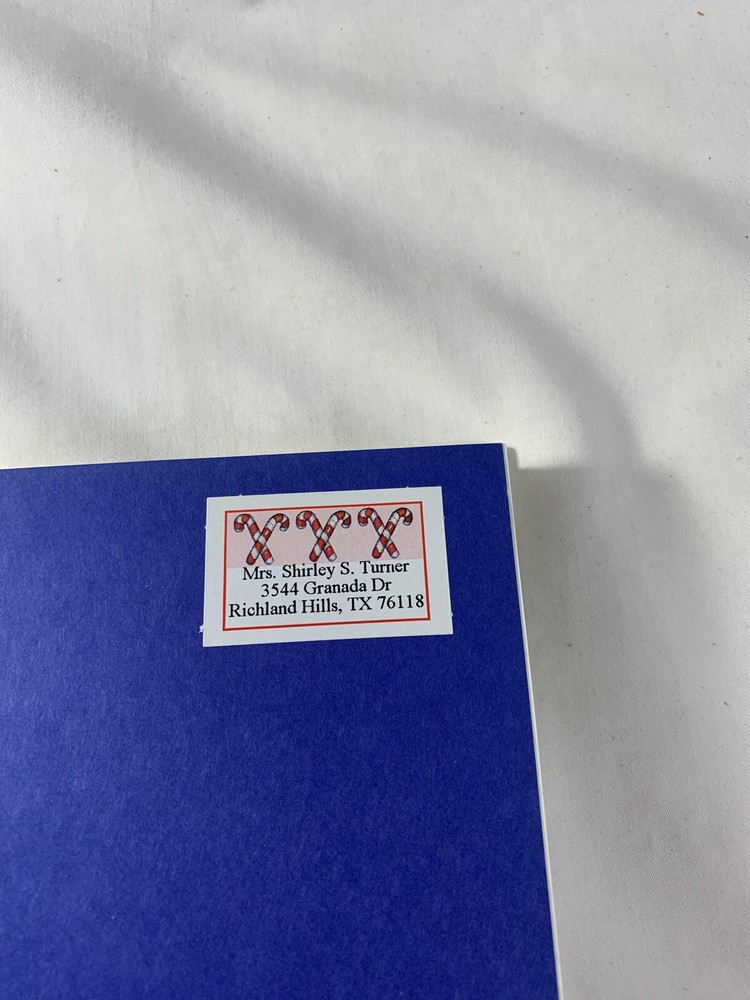 Mrs. Shirley S. Turner
3544 Granada Dr
Richland Hills, TX 76118